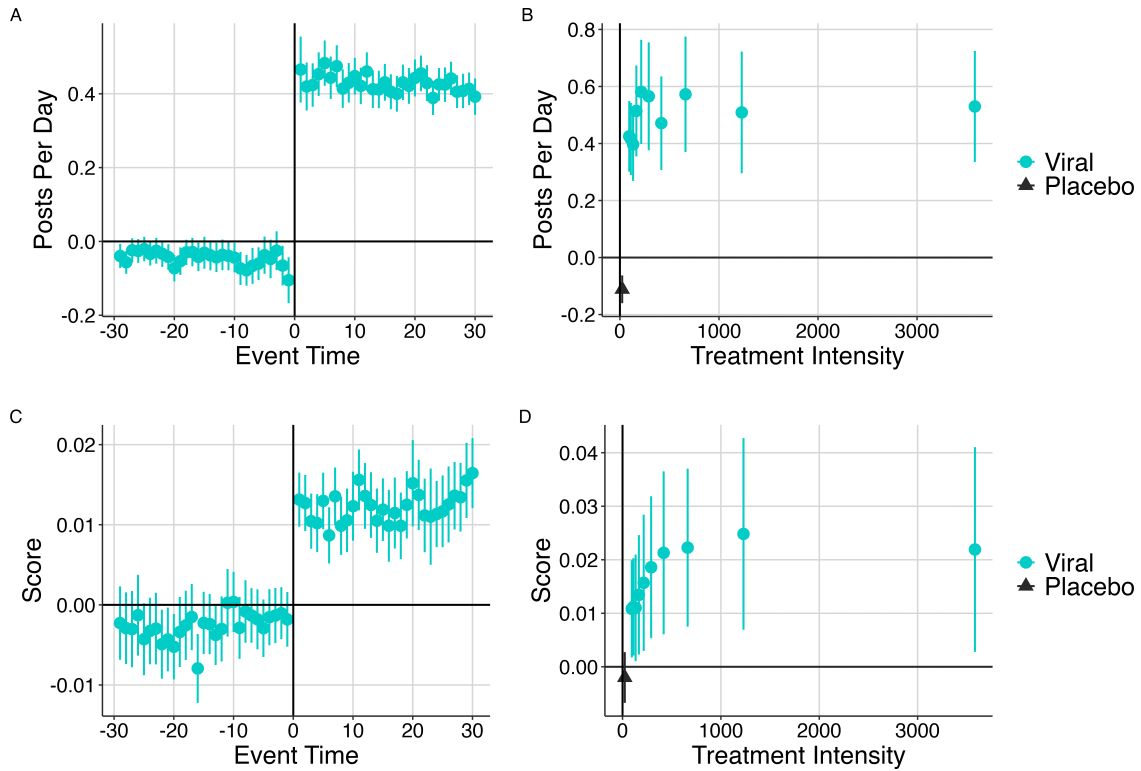 A
Posts Per Day
0.4
0.2
0.0
-0.2
-30 -20 -10 0 10 20 30
Event Time
B
Posts Per Day
0.8
0.6
0.4
0.2
0.0
-0.2
0 1000 2000 3000
Treatment Intensity
Viral
Placebo
C
Score
0.02
0.01
0.00
-0.01
-30 -20 -10 0 10 20 30
Event Time
D
Score
0.04
0.03
0.02
0.01
0.00
0 1000 2000 3000
Treatment Intensity
Viral
Placebo